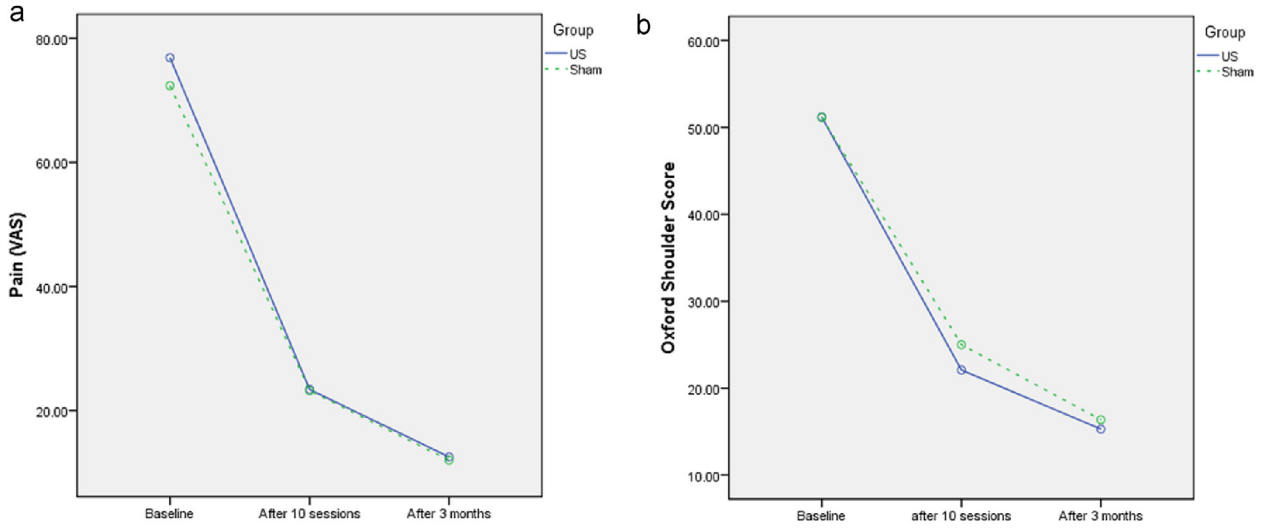 a
80.00
60.00
40.00
20.00
Pain (VAS)
Baseline
After 10 sessions
After 3 months
Group
US
Sham
b
60.00
50.00
40.00
30.00
20.00
10.00
Oxford Shoulder Score
Baseline
after 10 sessions
After 3 months
Group
US
Sham